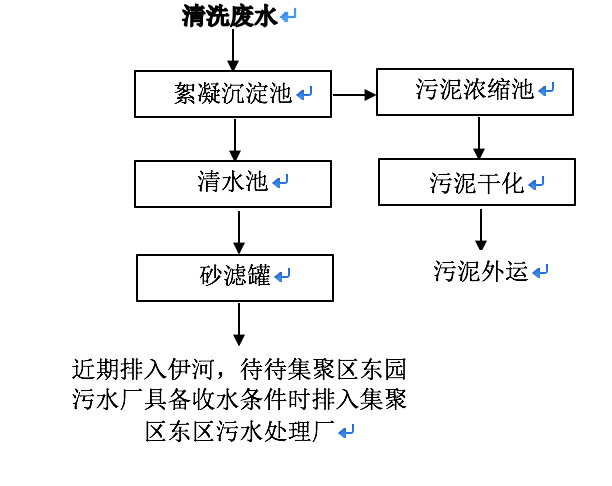 清洗废水
絮凝沉淀池
污泥浓缩池
清水池
污泥干化
砂滤罐
污泥外运
近期排入伊河，待待集聚区东园
污水厂具备收水条件时排入集聚
区东区污水处理厂